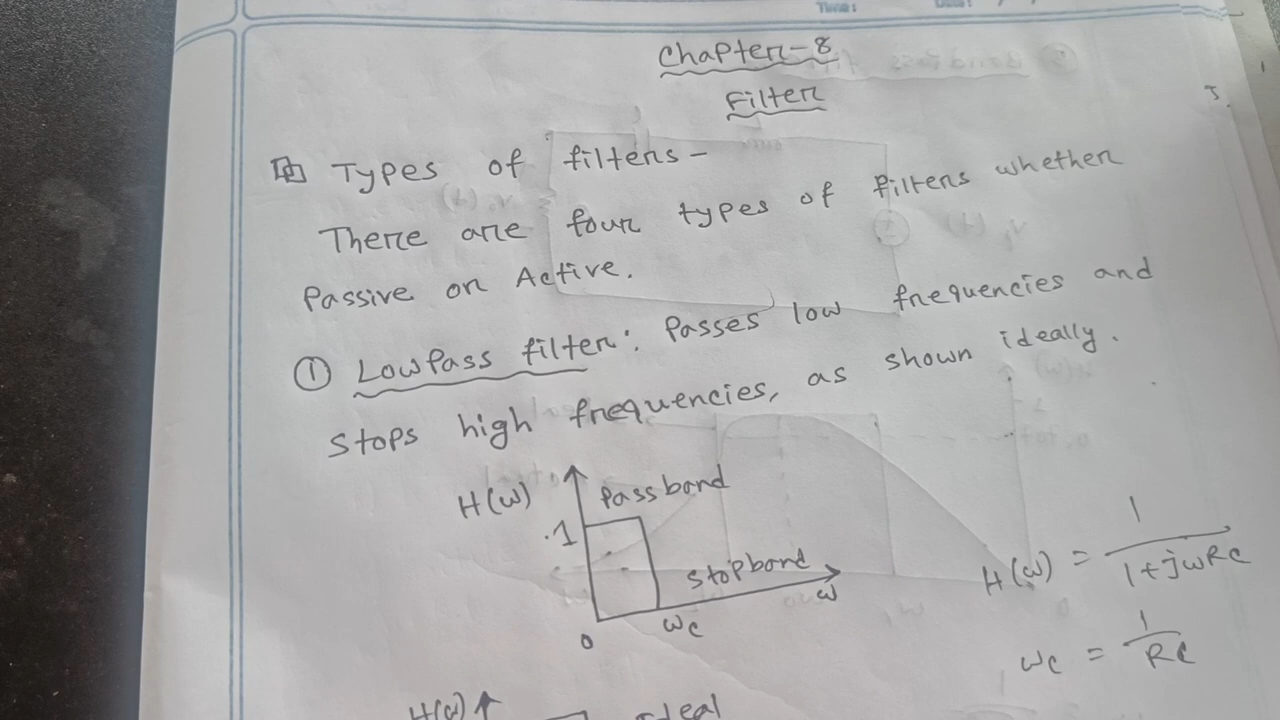 Time:
Chapter-8
Filter
Types of filters-
There are four types of filters whether
Passive or Active.
① Lowpass filter: Passes low frequencies and
stops high frequencies, as shown ideally.
H(ω)
Passband
.1
stopband
ω
0
ωc
H(ω) = 1 / 1+jωRC
ωc = 1 / RC
H(ω)
ideal